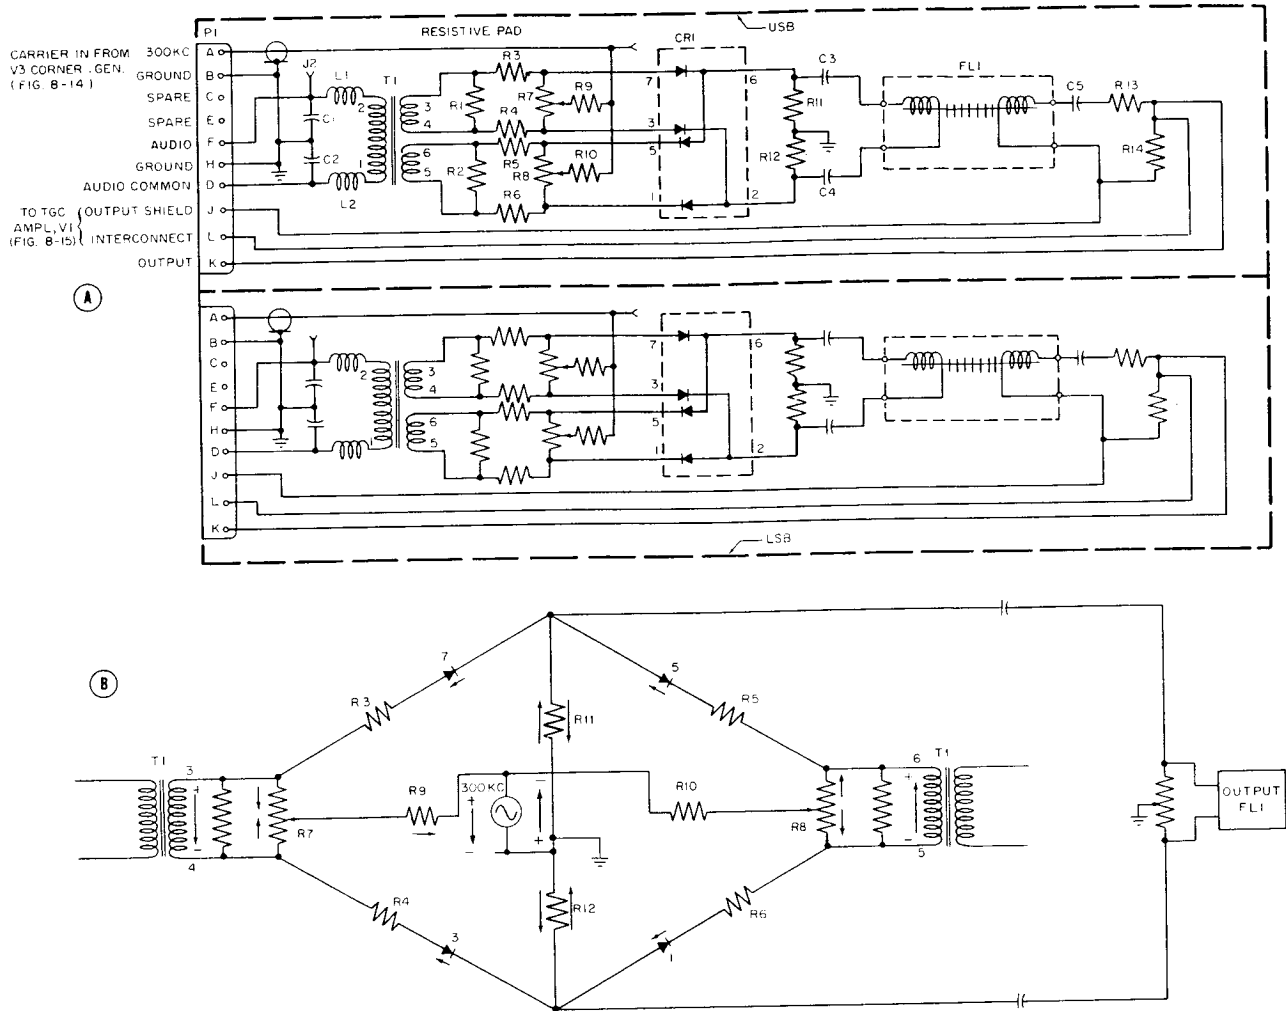 P1
RESISTIVE PAD
USB
CARRIER IN FROM
V3 CORNER . GEN.
(FIG. 8-14)
300KC A
GROUND B
SPARE C
SPARE E
AUDIO F
GROUND H
AUDIO COMMON D
TO TGC
AMPL, V1
(FIG. 8-15)
OUTPUT SHIELD J
INTERCONNECT L
OUTPUT K
J2
L1
C1
C2
L2
T1
2
1
3
4
6
5
R1
R2
R3
R4
R5
R6
R7
R8
R9
R10
CR1
7
3
5
1
6
2
R11
R12
C3
C4
FL1
C5
R13
R14
A
A
B
C
E
F
H
D
J
L
K
2
1
3
4
6
5
7
3
5
1
6
2
LSB
B
T1
3
4
+
-
R3
7
R7
R4
3
R9
300KC
+
-
-
+
R11
R12
R10
5
R5
R8
R6
1
6
5
+
-
T1
OUTPUT
FL1